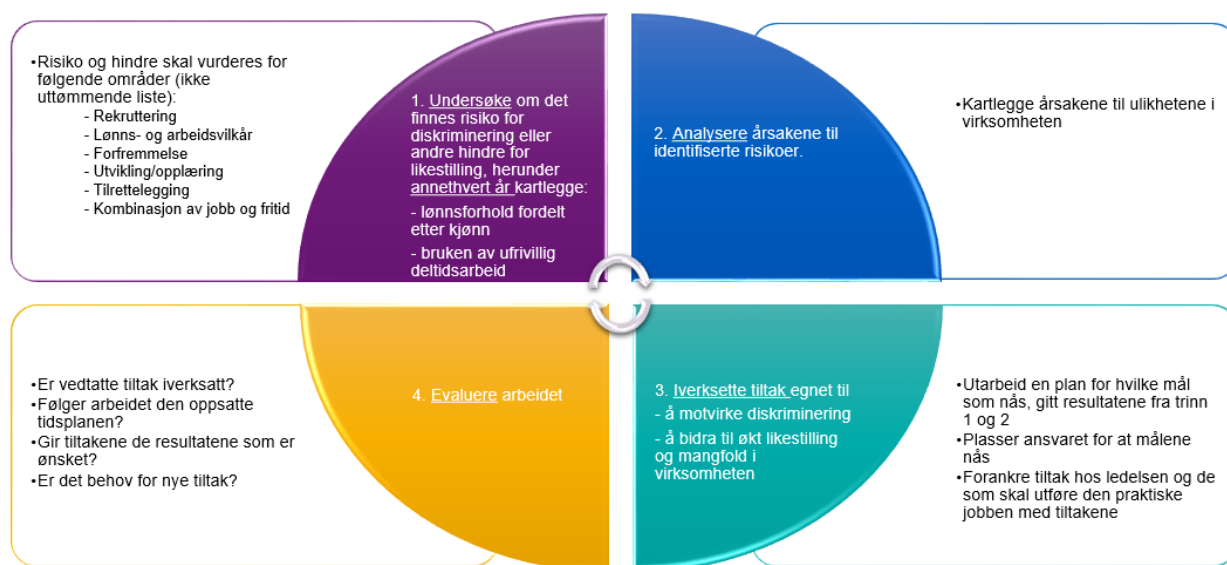 •Risiko og hindre skal vurderes for
følgende områder (ikke
uttømmende liste):
- Rekruttering
- Lønns- og arbeidsvilkår
- Forfremmelse
- Utvikling/opplæring
- Tilrettelegging
- Kombinasjon av jobb og fritid
1. Undersøke om det
finnes risiko for
diskriminering eller
andre hindre for
likestilling, herunder
annethvert år kartlegge:
- lønnsforhold fordelt
etter kjønn
- bruken av ufrivillig
deltidsarbeid
2. Analysere årsakene til
identifiserte risikoer.
•Kartlegge årsakene til ulikhetene i
virksomheten
•Er vedtatte tiltak iverksatt?
•Følger arbeidet den oppsatte
tidsplanen?
•Gir tiltakene de resultatene som er
ønsket?
•Er det behov for nye tiltak?
4. Evaluere arbeidet
3. Iverksette tiltak egnet til
- å motvirke diskriminering
- å bidra til økt likestilling
og mangfold i
virksomheten
•Utarbeid en plan for hvilke mål
som nås, gitt resultatene fra trinn
1 og 2
•Plasser ansvaret for at målene
nås
•Forankre tiltak hos ledelsen og de
som skal utføre den praktiske
jobben med tiltakene